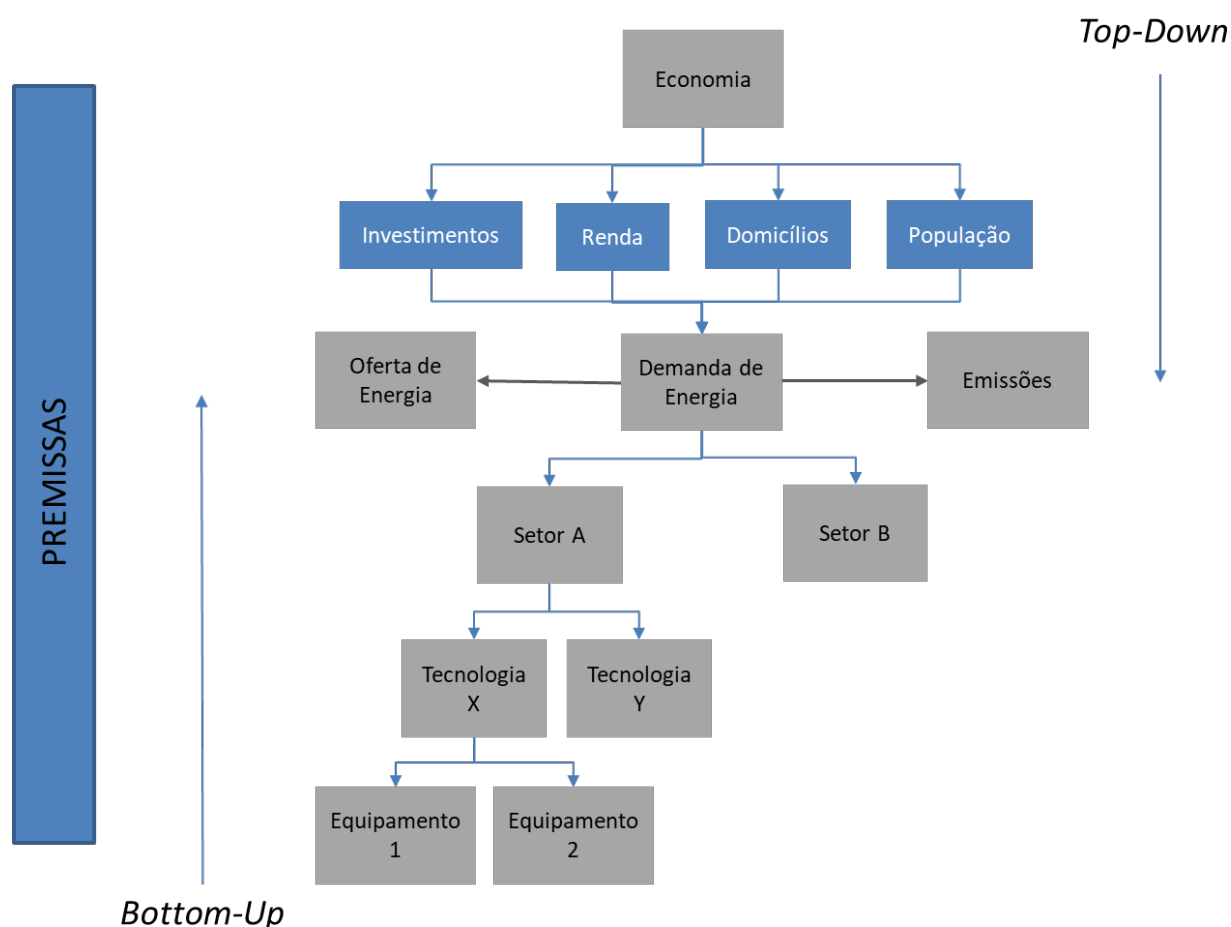 Top-Down
Economia
Investimentos
Renda
Domicílios
População
Oferta de
Energia
Demanda de
Energia
Emissões
PREMISSAS
Setor A
Setor B
Tecnologia
X
Tecnologia
Y
Equipamento
1
Equipamento
2
Bottom-Up